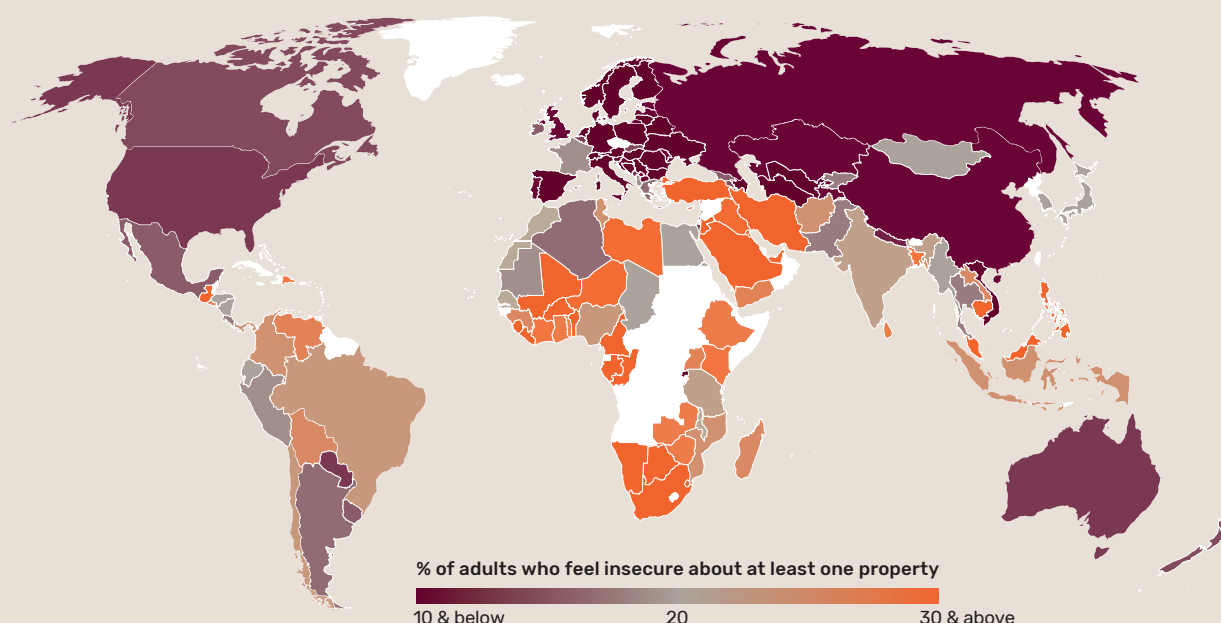 % of adults who feel insecure about at least one property
10 & below 20 30 & above